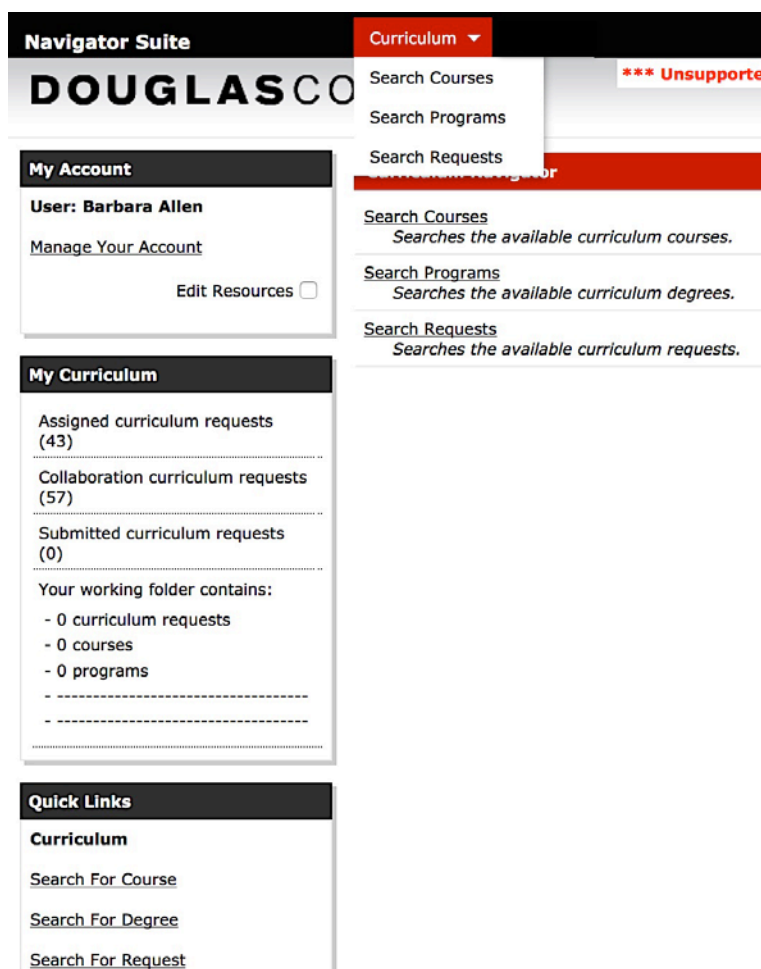 Navigator Suite
Curriculum
DOUGLASCO
Search Courses
Search Programs
Search Requests
***
My Account
User: Barbara Allen
Manage Your Account
Edit Resources
Search Courses
Searches the available curriculum courses.
Search Programs
Searches the available curriculum degrees.
Search Requests
Searches the available curriculum requests.
My Curriculum
Assigned curriculum requests
(43)
Collaboration curriculum requests
(57)
Submitted curriculum requests
(0)
Your working folder contains:
- 0 curriculum requests
- 0 courses
- 0 programs
- -----------------------------------
- -----------------------------------
Quick Links
Curriculum
Search For Course
Search For Degree
Search For Request